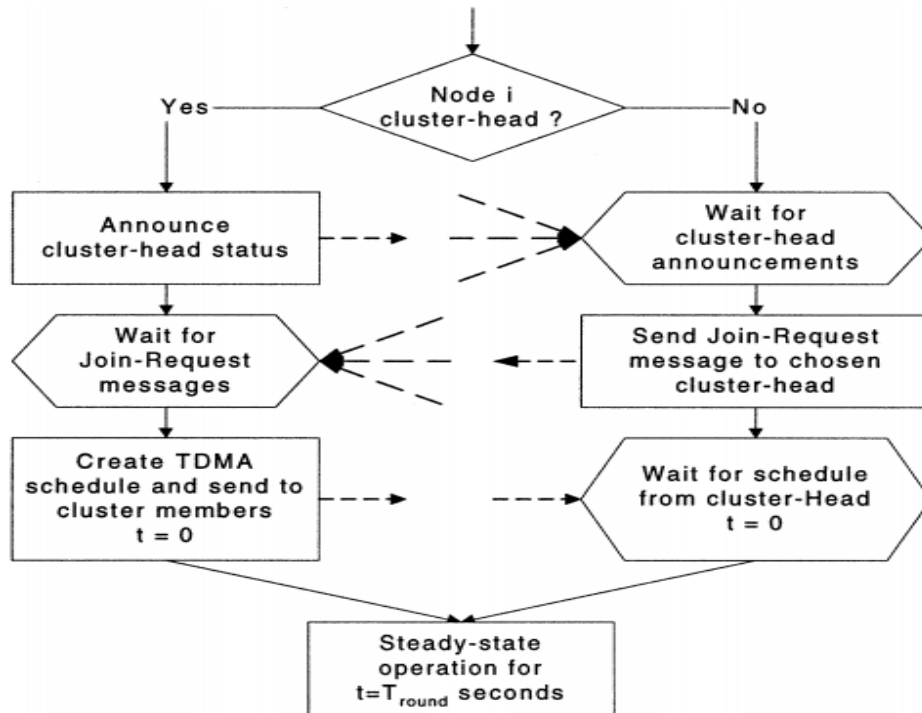 Node i
cluster-head ?
Yes
No
Announce
cluster-head status
Wait for
cluster-head
announcements
Wait for
Join-Request
messages
Send Join-Request
message to chosen
cluster-head
Create TDMA
schedule and send to
cluster members
t = 0
Wait for schedule
from cluster-Head
t = 0
Steady-state
operation for
t=Tround seconds